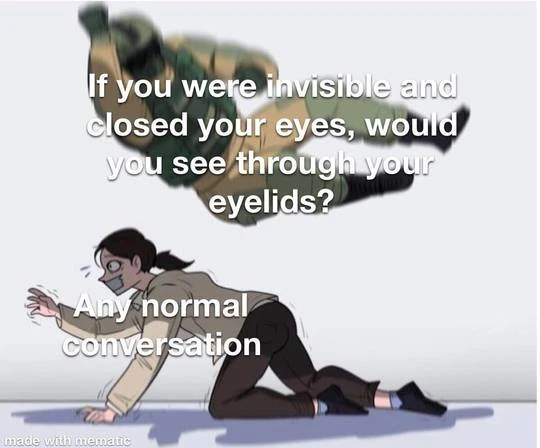 If you were invisible and
closed your eyes, would
you see through your
eyelids?
Any normal
conversation
made with mematic